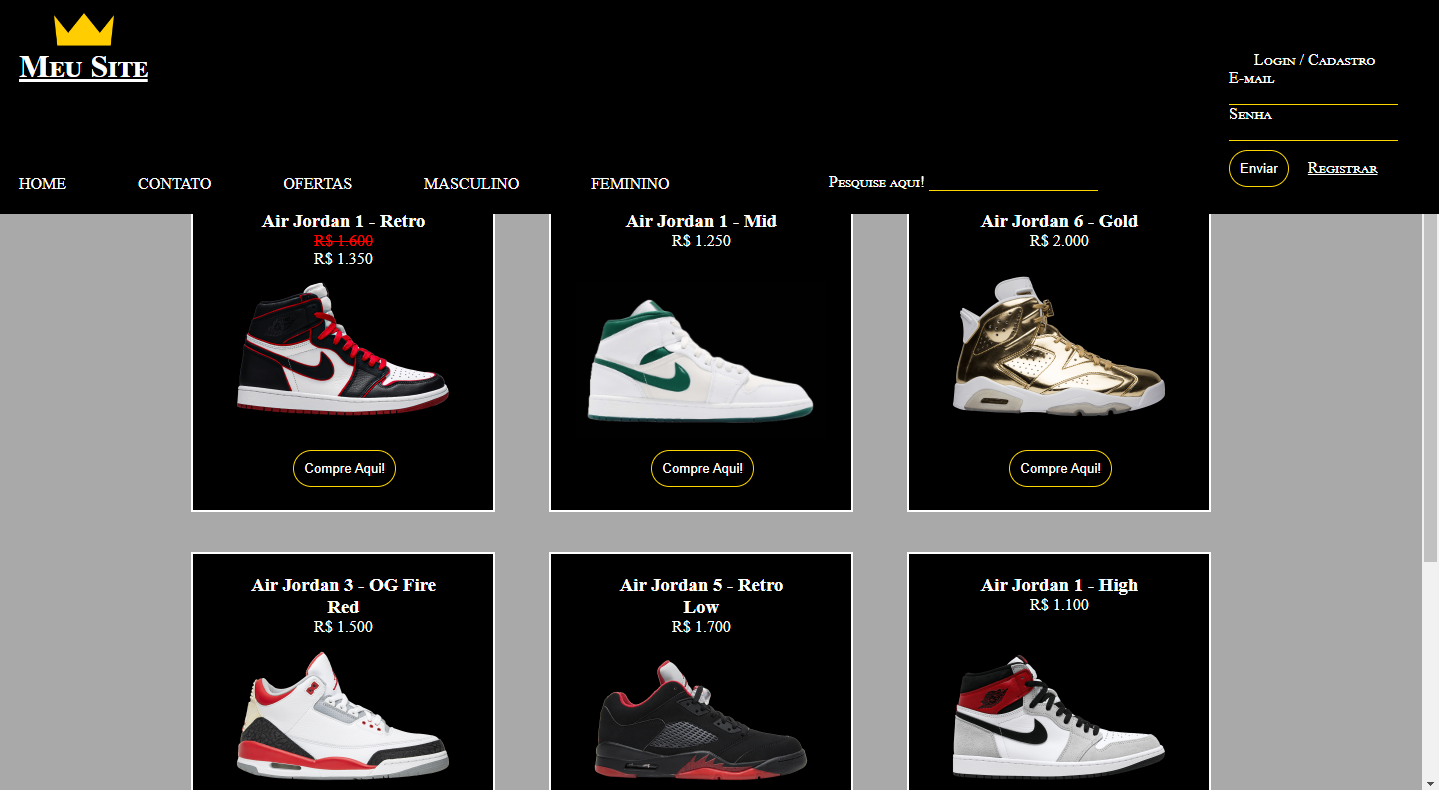 Meu Site
Login / Cadastro
E-mail
Senha
Enviar Registrar
HOME CONTATO OFERTAS MASCULINO FEMININO Pesquise aqui!
Air Jordan 1 - Retro
R$ 1.600
R$ 1.350
Compre Aqui!
Air Jordan 1 - Mid
R$ 1.250
Compre Aqui!
Air Jordan 6 - Gold
R$ 2.000
Compre Aqui!
Air Jordan 3 - OG Fire
Red
R$ 1.500
Air Jordan 5 - Retro
Low
R$ 1.700
Air Jordan 1 - High
R$ 1.100